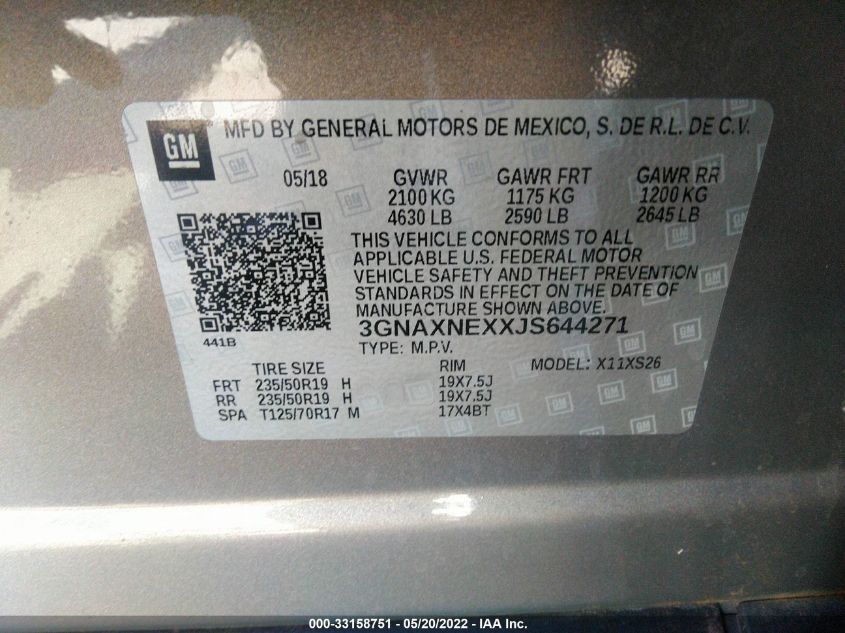 GM
MFD BY GENERAL MOTORS DE MEXICO, S. DE R.L. DE C.V.
05/18 GVWR GAWR FRT GAWR RR
2100 KG 1175 KG 1200 KG
4630 LB 2590 LB 2645 LB
THIS VEHICLE CONFORMS TO ALL
APPLICABLE U.S. FEDERAL MOTOR
VEHICLE SAFETY AND THEFT PREVENTION
STANDARDS IN EFFECT ON THE DATE OF
MANUFACTURE SHOWN ABOVE.
3GNAXNEXXJS644271
441B
TYPE: M.P.V.
TIRE SIZE RIM MODEL: X11XS26
FRT 235/50R19 H 19X7.5J
RR 235/50R19 H 19X7.5J
SPA T125/70R17 M 17X4BT
000-33158751 - 05/20/2022 - IAA Inc.